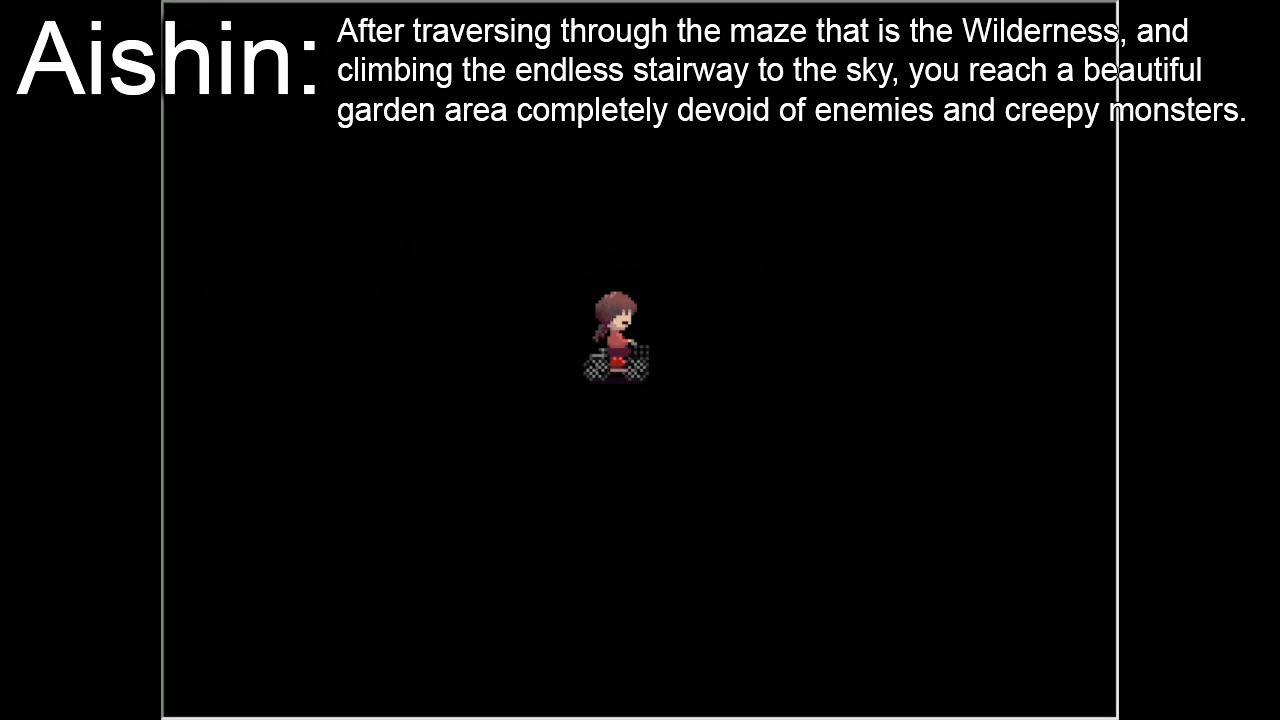 Aishin:
After traversing through the maze that is the Wilderness, and
climbing the endless stairway to the sky, you reach a beautiful
garden area completely devoid of enemies and creepy monsters.